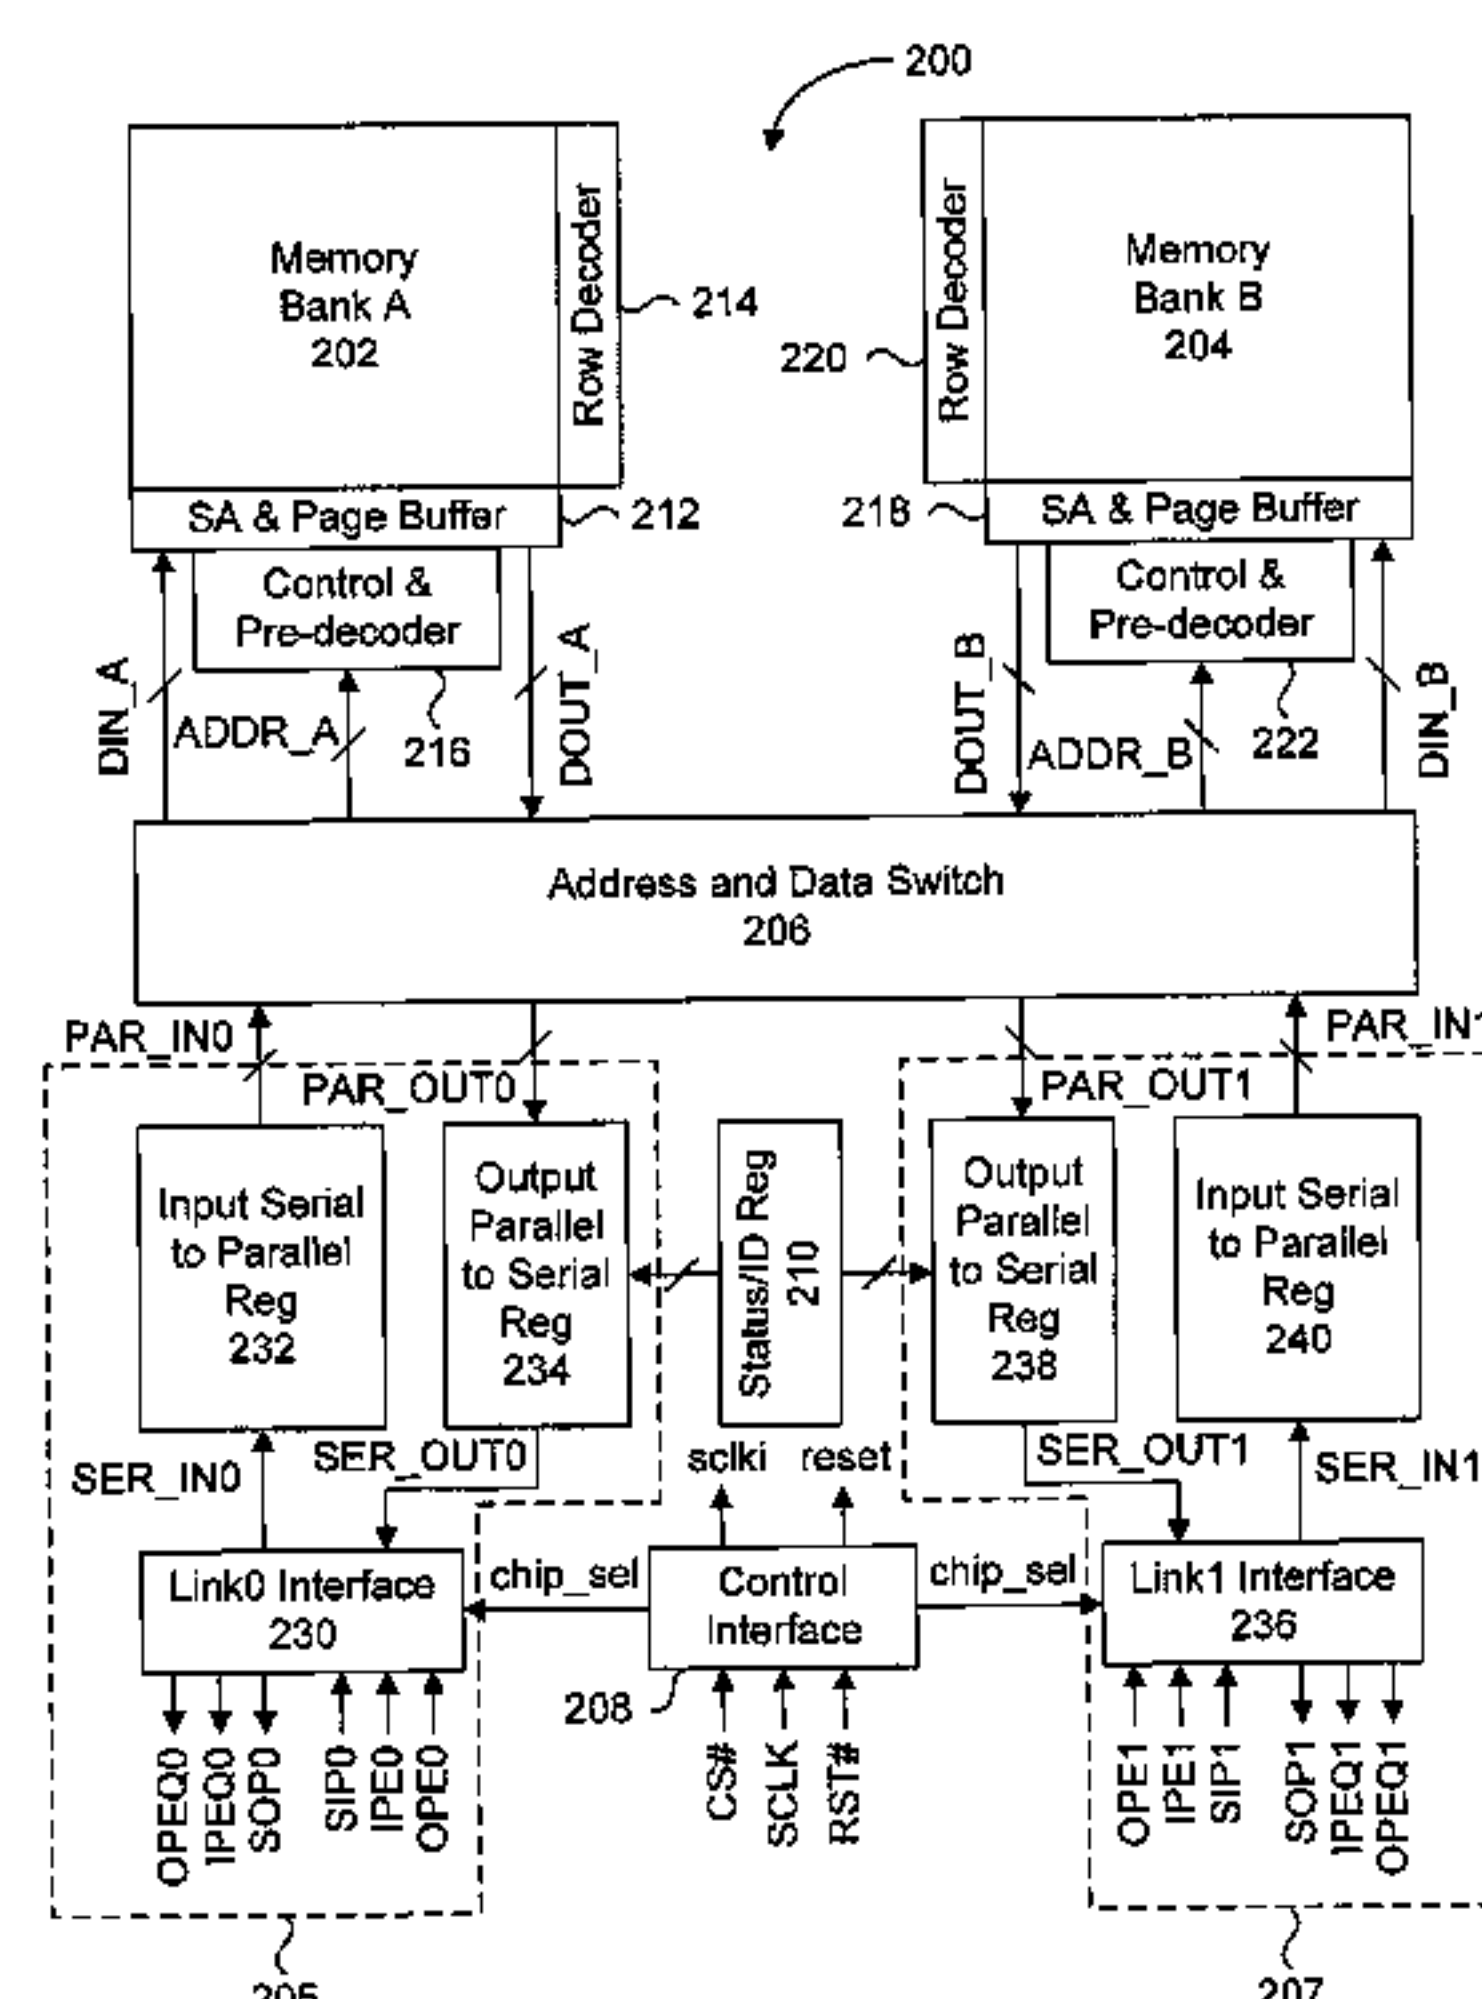 200
Memory
Bank A
202
Row Decoder
214
SA & Page Buffer
212
Control &
Pre-decoder
216
DIN_A
ADDR_A
DOUT_A
Memory
Bank B
204
Row Decoder
220
SA & Page Buffer
218
Control &
Pre-decoder
222
DOUT_B
ADDR_B
DIN_B
Address and Data Switch
206
PAR_IN0
PAR_OUT0
PAR_OUT1
PAR_IN1
Input Serial
to Parallel
Reg
232
Output
Parallel
to Serial
Reg
234
Status/ID Reg
210
Output
Parallel
to Serial
Reg
238
Input Serial
to Parallel
Reg
240
SER_IN0
SER_OUT0
sclki
reset
SER_OUT1
SER_IN1
Link0 Interface
230
chip_sel
Control
Interface
208
chip_sel
Link1 Interface
236
OPEQ0
IPEQ0
SOP0
SIP0
IPE0
OPE0
CS#
SCLK
RST#
OPE1
IPE1
SIP1
SOP1
IPEQ1
OPEQ1
205
207